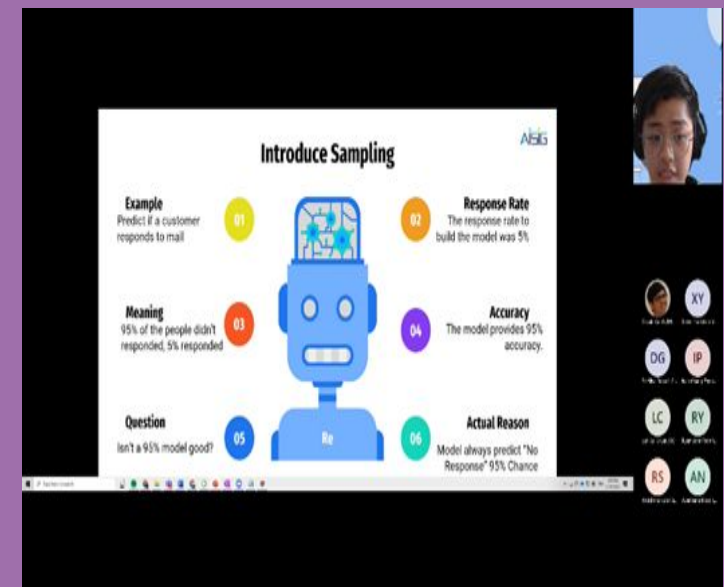 AISIG
Introduce Sampling
Example
Predict if a customer
responds to mail
01
02
Response Rate
The response rate to
build the model was 5%
Meaning
95% of the people didn't
responded, 5% responded
03
04
Accuracy
The model provides 95%
accuracy.
Question
Isn't a 95% model good?
05
Re
06
Actual Reason
Model always predict "No
Response" 95% Chance
XY
DG
IP
LC
RY
RS
AN